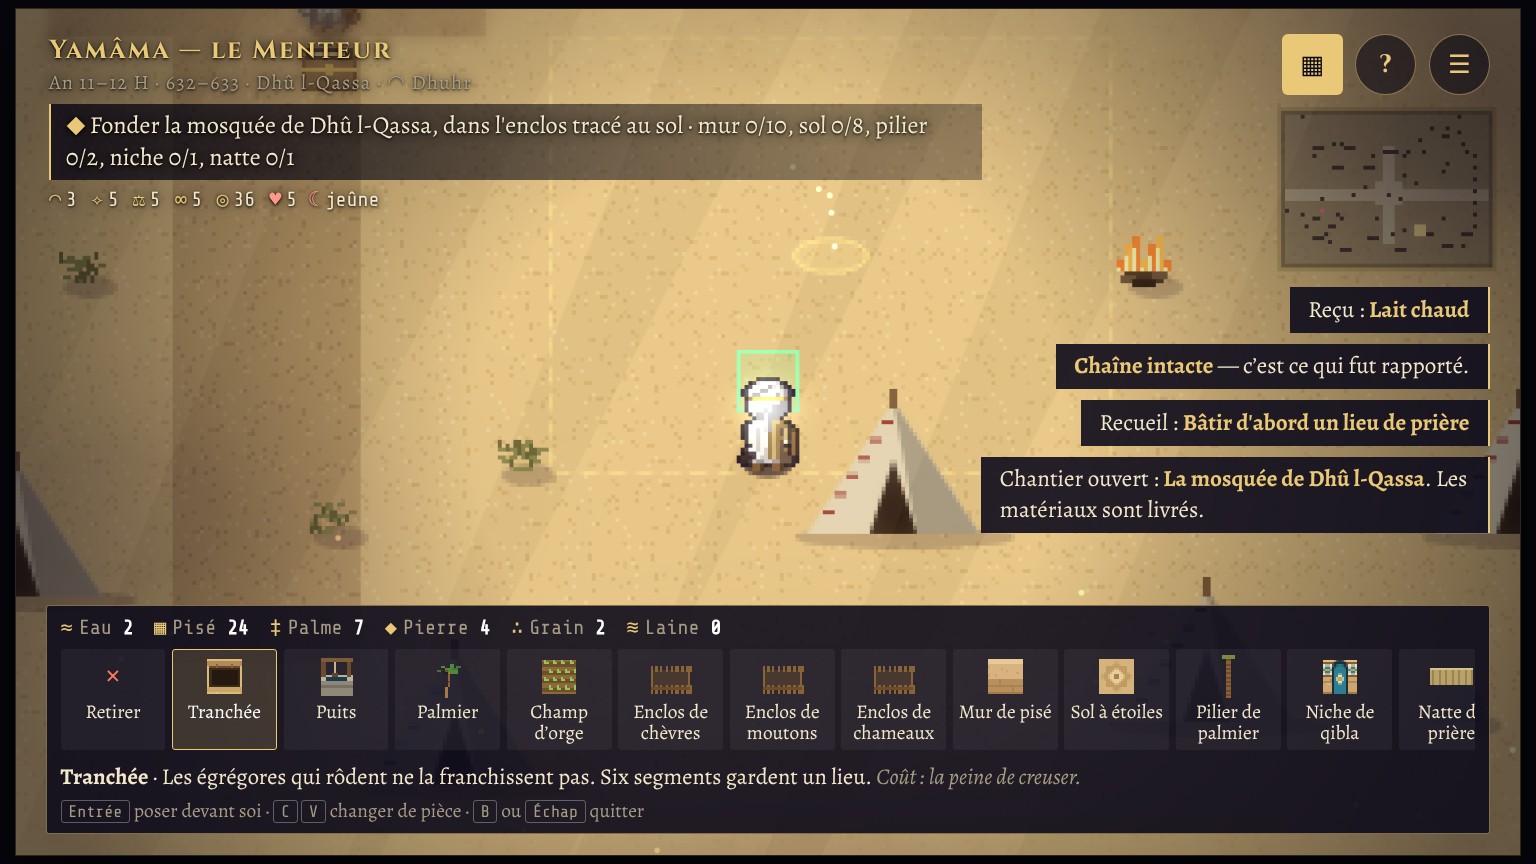 Yamâma — le Menteur
An 11–12 H · 632–633 · Dhû l-Qassa · ◠ Dhuhr
◆ Fonder la mosquée de Dhû l-Qassa, dans l'enclos tracé au sol · mur 0/10, sol 0/8, pilier
0/2, niche 0/1, natte 0/1
◠ 3 ✧ 5 ⚖ 5 ∞ 5 ◎ 36 ♥ 5 ☾ jeûne
?
Reçu : Lait chaud
Chaîne intacte — c’est ce qui fut rapporté.
Recueil : Bâtir d'abord un lieu de prière
Chantier ouvert : La mosquée de Dhû l-Qassa. Les
matériaux sont livrés.
≈ Eau 2 ▦ Pisé 24 ‡ Palme 7 ◆ Pierre 4 ∴ Grain 2 ≋ Laine 0
Retirer
Tranchée
Puits
Palmier
Champ
d’orge
Enclos de
chèvres
Enclos de
moutons
Enclos de
chameaux
Mur de pisé
Sol à étoiles
Pilier de
palmier
Niche de
qibla
Natte d
prière
Tranchée · Les égrégores qui rôdent ne la franchissent pas. Six segments gardent un lieu. Coût : la peine de creuser.
Entrée poser devant soi · C V changer de pièce · B ou Échap quitter